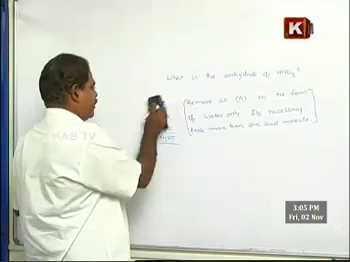 What is the anhydride of HNO3?
Remove all (H) in the form
of water only. If necessary
take more than one acid molecule
K
KAB TV
3:05 PM
Fri, 02 Nov